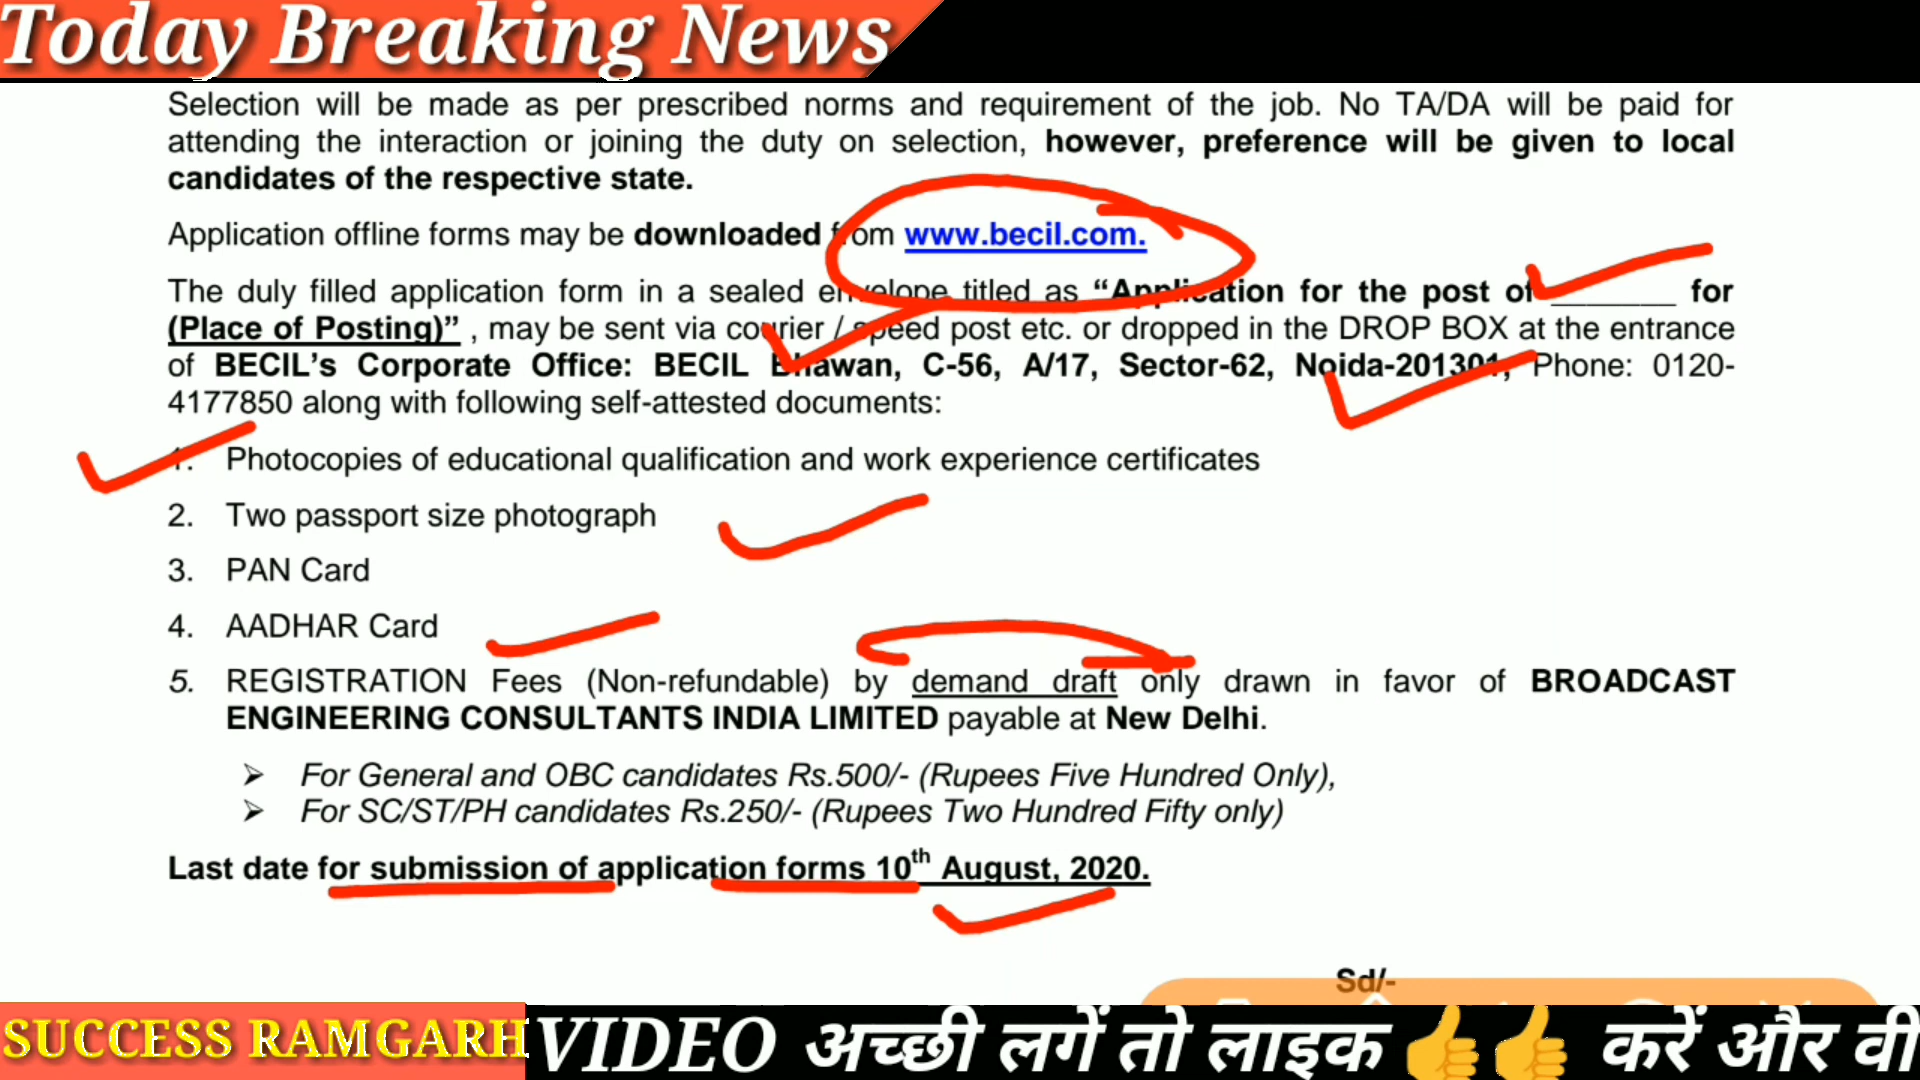 Today Breaking News
Selection will be made as per prescribed norms and requirement of the job. No TA/DA will be paid for
attending the interaction or joining the duty on selection, however, preference will be given to local
candidates of the respective state.
Application offline forms may be downloaded from www.becil.com.
The duly filled application form in a sealed envelope titled as “Application for the post of _______ for
(Place of Posting)” , may be sent via courier / speed post etc. or dropped in the DROP BOX at the entrance
of BECIL’s Corporate Office: BECIL Bhawan, C-56, A/17, Sector-62, Noida-201301, Phone: 0120-
4177850 along with following self-attested documents:
1. Photocopies of educational qualification and work experience certificates
2. Two passport size photograph
3. PAN Card
4. AADHAR Card
5. REGISTRATION Fees (Non-refundable) by demand draft only drawn in favor of BROADCAST
ENGINEERING CONSULTANTS INDIA LIMITED payable at New Delhi.
➢ For General and OBC candidates Rs.500/- (Rupees Five Hundred Only),
➢ For SC/ST/PH candidates Rs.250/- (Rupees Two Hundred Fifty only)
Last date for submission of application forms 10th August, 2020.
Sd/-
SUCCESS RAMGARH VIDEO अच्छी लगें तो लाइक 👍👍 करें और वी